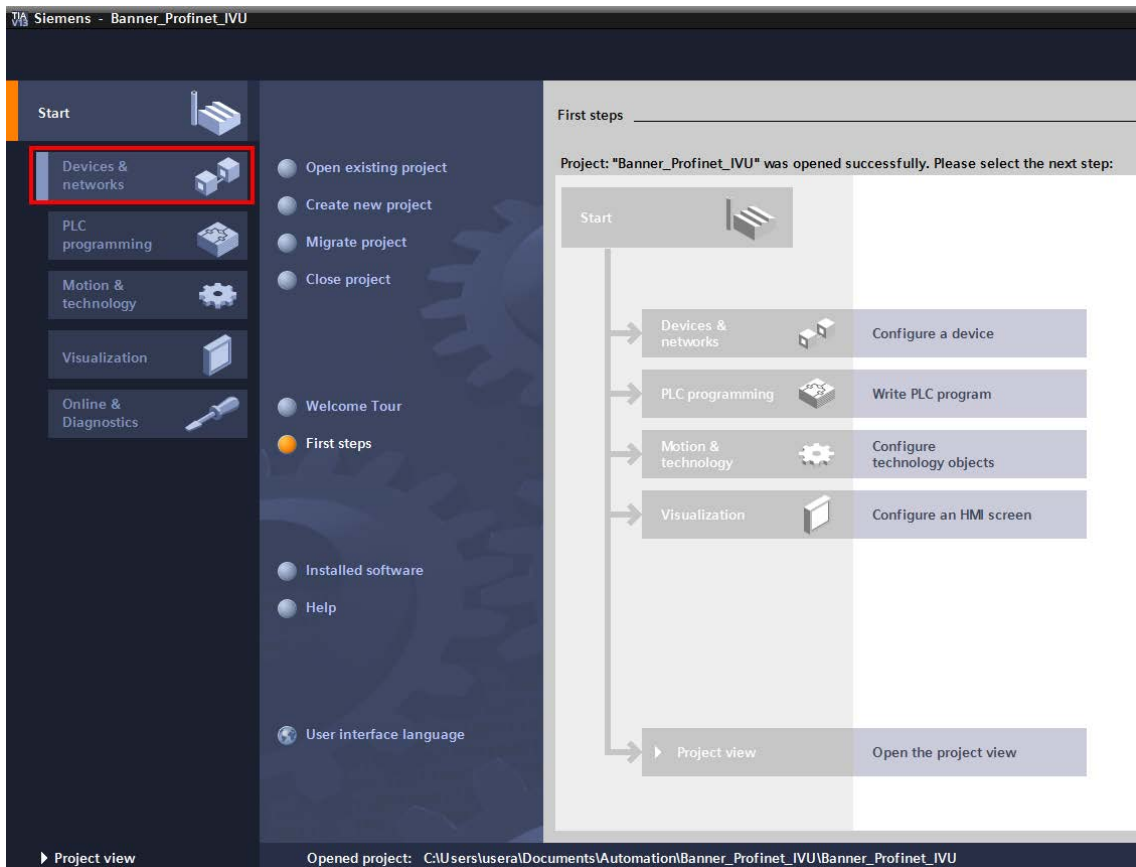 TIA V13 Siemens - Banner_Profinet_IVU
Start
Devices &
networks
PLC
programming
Motion &
technology
Visualization
Online &
Diagnostics
Open existing project
Create new project
Migrate project
Close project
Welcome Tour
First steps
Installed software
Help
User interface language
First steps
Project: "Banner_Profinet_IVU" was opened successfully. Please select the next step:
Start
Devices &
networks
Configure a device
PLC programming
Write PLC program
Motion &
technology
Configure
technology objects
Visualization
Configure an HMI screen
Project view
Open the project view
Project view
Opened project: C:\Users\usera\Documents\Automation\Banner_Profinet_IVU\Banner_Profinet_IVU